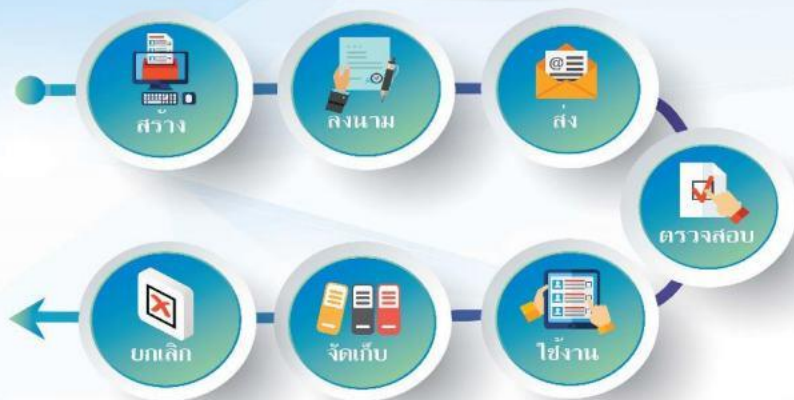 สร้าง
ลงนาม
ส่ง
ตรวจสอบ
ใช้งาน
จัดเก็บ
ยกเลิก